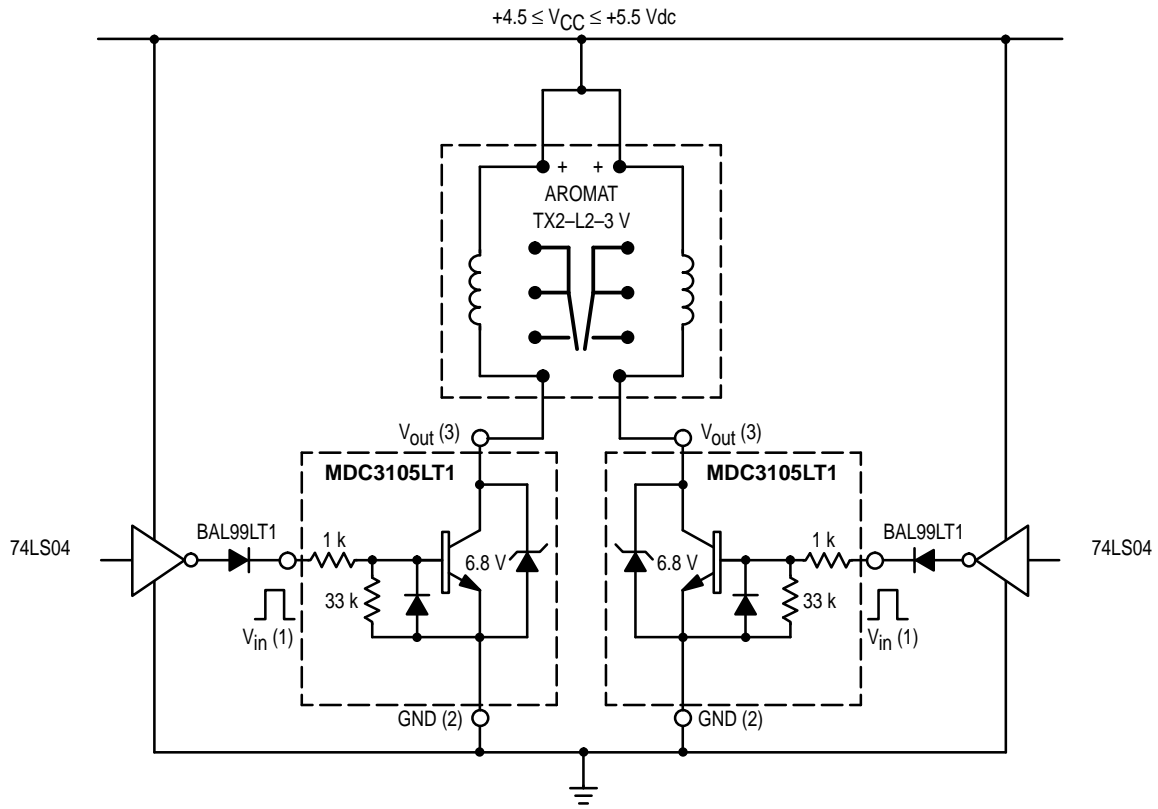 +4.5 ≤ VCC ≤ +5.5 Vdc
+ +
AROMAT
TX2–L2–3 V
Vout (3)
Vout (3)
MDC3105LT1
MDC3105LT1
74LS04
BAL99LT1
1 k
6.8 V
6.8 V
1 k
BAL99LT1
74LS04
33 k
33 k
Vin (1)
Vin (1)
GND (2)
GND (2)